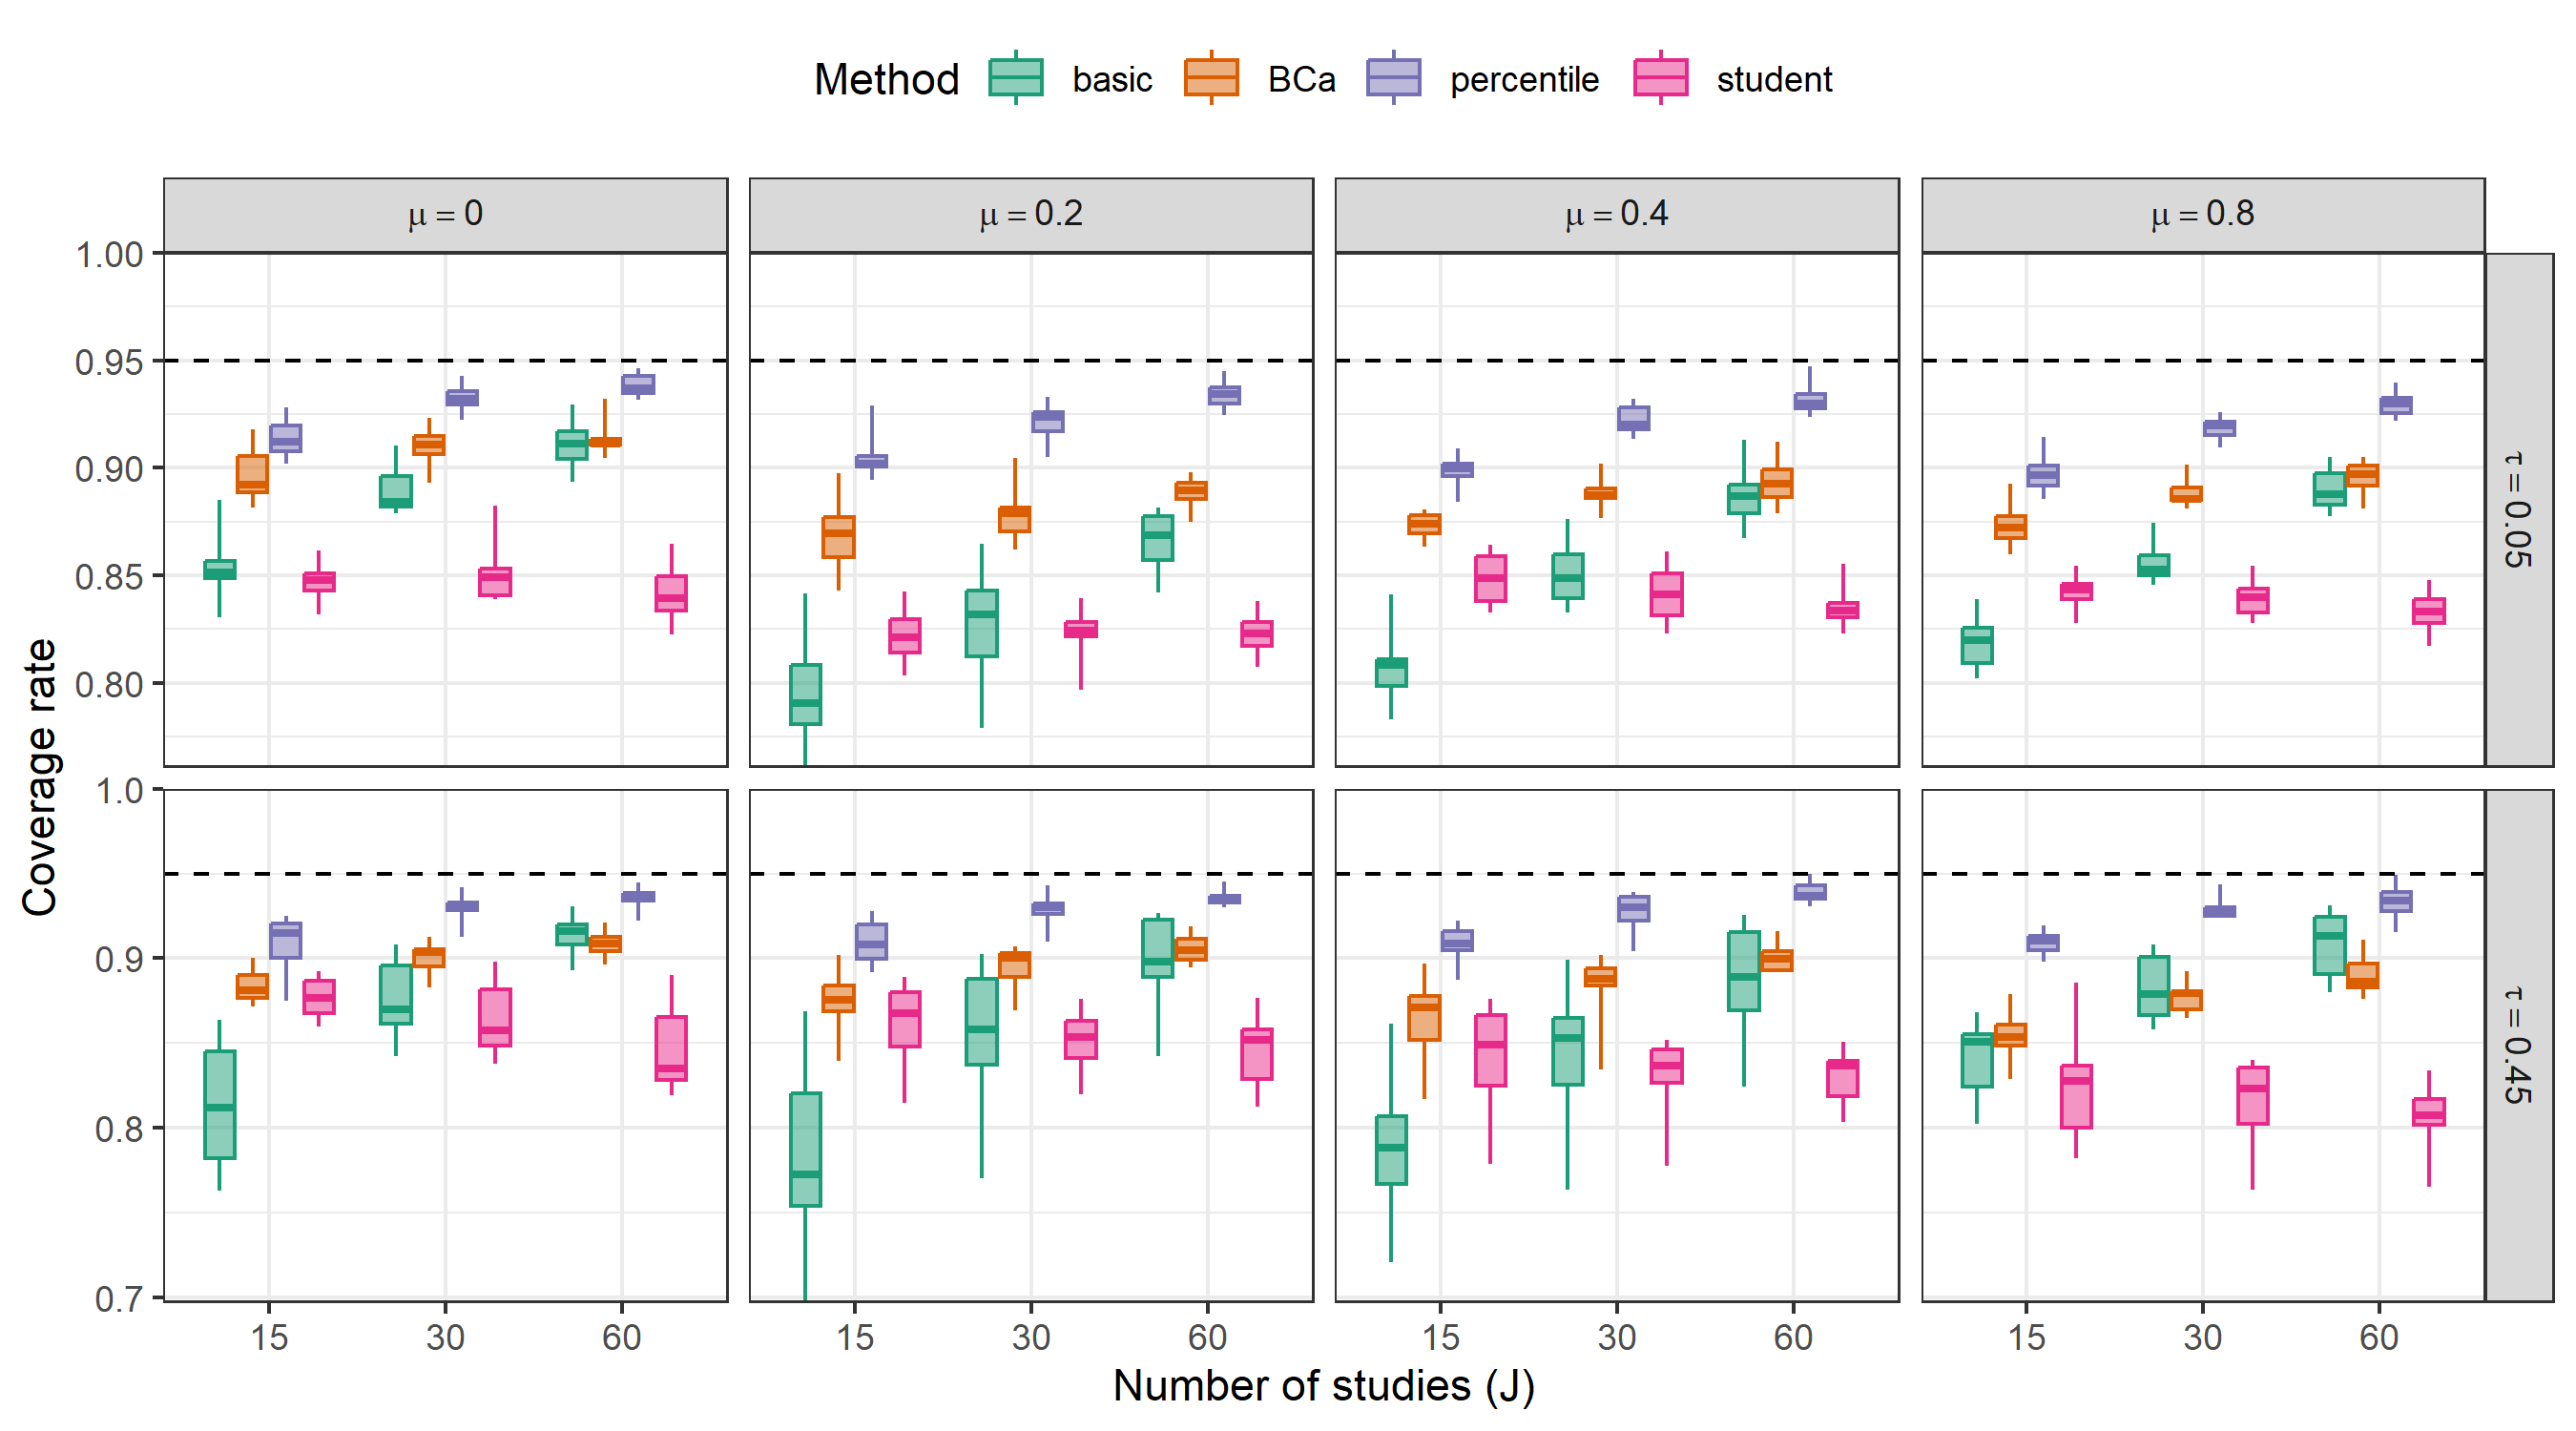 Method basic BCa percentile student
μ = 0 μ = 0.2 μ = 0.4 μ = 0.8
1.00
0.95
0.90
0.85
0.80
τ = 0.05
Coverage rate
1.0
0.9
0.8
0.7
τ = 0.45
15 30 60 15 30 60 15 30 60 15 30 60
Number of studies (J)